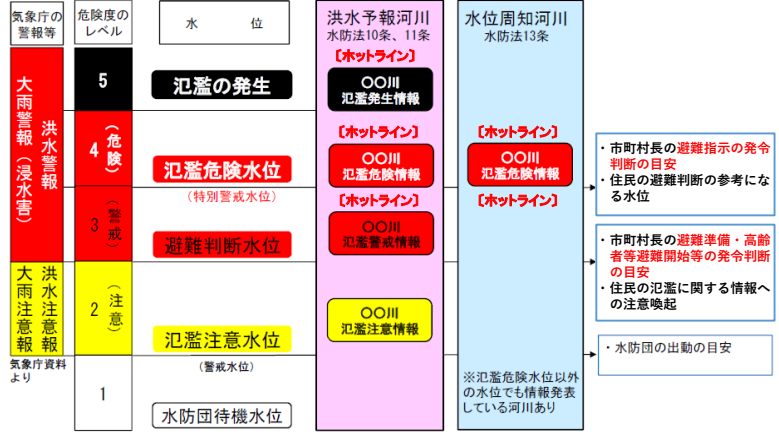 気象庁の
警報等
危険度の
レベル
水　　位
洪水予報河川
水防法10条、11条
水位周知河川
水防法13条
大雨警報（浸水害）
洪水警報
大雨注意報
洪水注意報
気象庁資料
より
5
4
（危険）
3
（警戒）
2
（注意）
1
氾濫の発生
氾濫危険水位
（特別警戒水位）
避難判断水位
氾濫注意水位
（警戒水位）
水防団待機水位
［ホットライン］
〇〇川
氾濫発生情報
［ホットライン］
〇〇川
氾濫危険情報
［ホットライン］
〇〇川
氾濫警戒情報
〇〇川
氾濫注意情報
［ホットライン］
〇〇川
氾濫危険情報
［ホットライン］
※氾濫危険水位以外
の水位でも情報発表
している河川あり
・市町村長の避難指示の発令
判断の目安
・住民の避難判断の参考にな
る水位
・市町村長の避難準備・高齢
者等避難開始等の発令判断
の目安
・住民の氾濫に関する情報へ
の注意喚起
・水防団の出動の目安